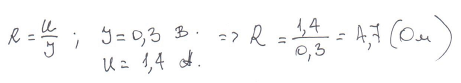 R = U/I ; I = 0,3 В. => R = 1,4/0,3 = 4,7 (Ом)
U = 1,4 А.